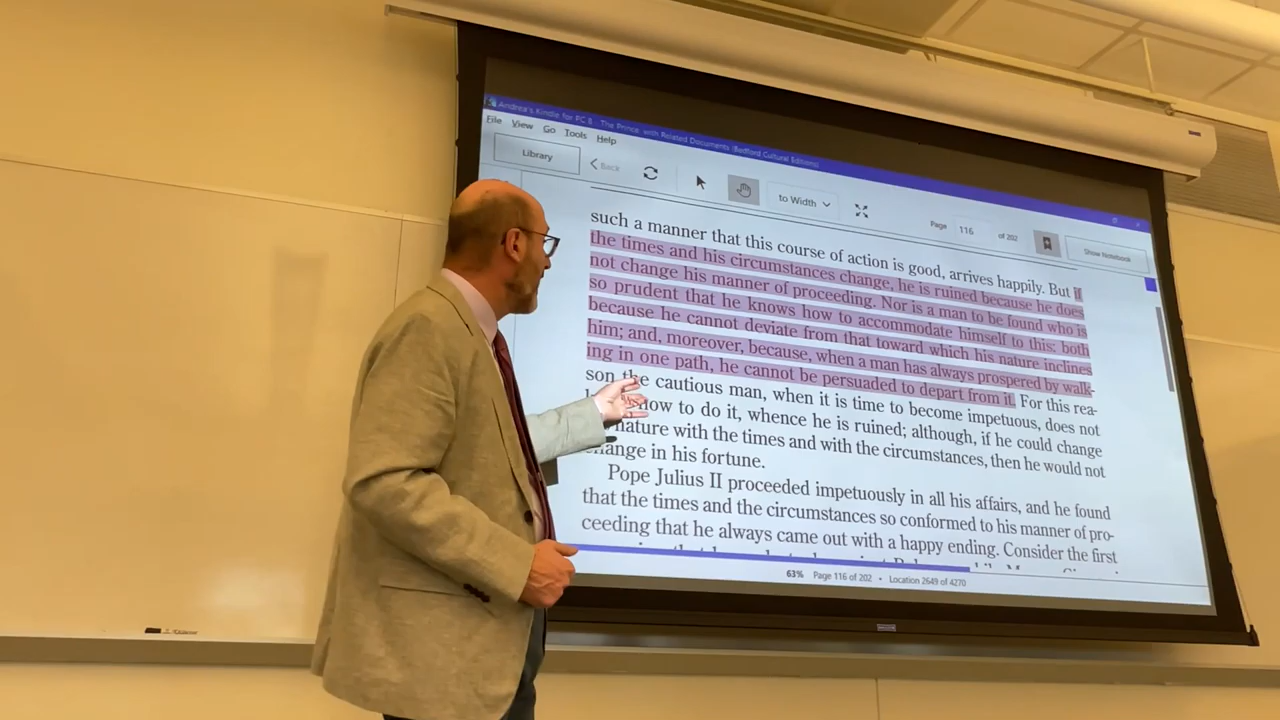 Andrea's Kindle for PC 8 - The Prince: with Related Documents (Bedford Cultural Editions)
File View Go Tools Help
Library Back to Width Page 116 of 202 Show Notebook
such a manner that this course of action is good, arrives happily. But if
the times and his circumstances change, he is ruined because he does
not change his manner of proceeding. Nor is a man to be found who is
so prudent that he knows how to accommodate himself to this: both
because he cannot deviate from that toward which his nature inclines
him; and, moreover, because, when a man has always prospered by walk-
ing in one path, he cannot be persuaded to depart from it. For this rea-
son the cautious man, when it is time to become impetuous, does not
how to do it, whence he is ruined; although, if he could change
nature with the times and with the circumstances, then he would not
change in his fortune.
Pope Julius II proceeded impetuously in all his affairs, and he found
that the times and the circumstances so conformed to his manner of pro-
ceeding that he always came out with a happy ending. Consider the first
63% Page 116 of 202 • Location 2649 of 4270